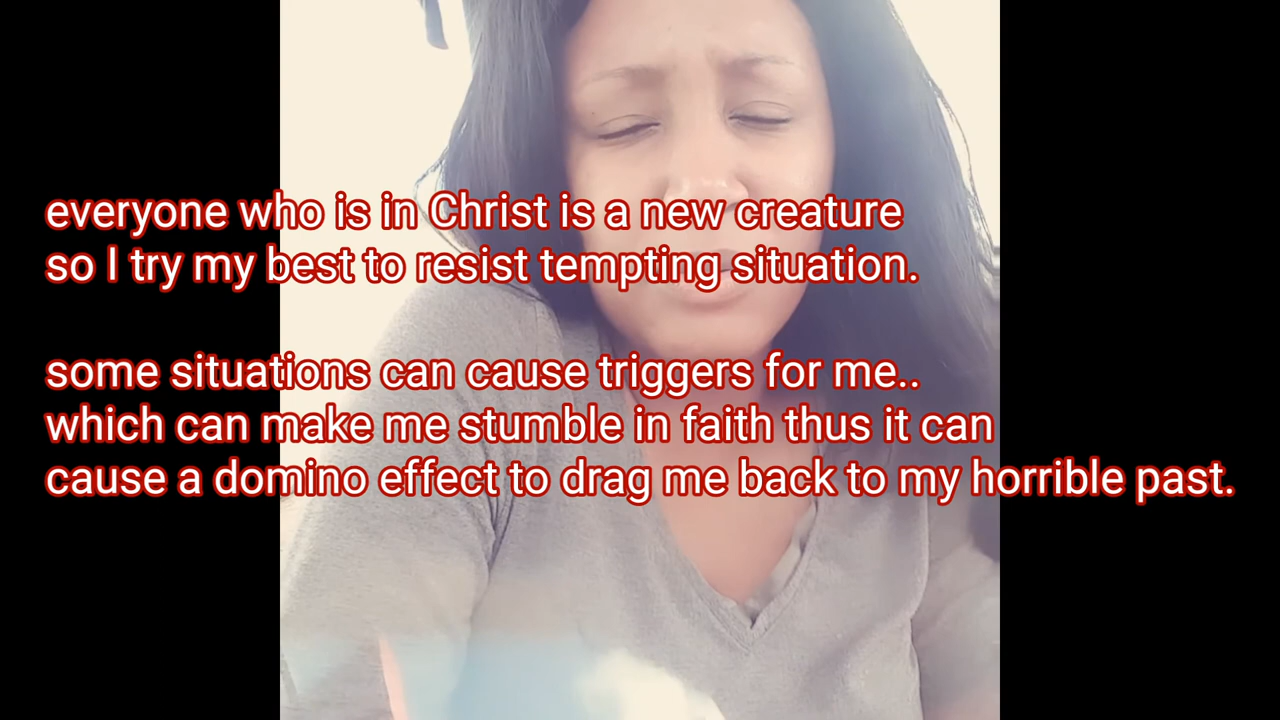 everyone who is in Christ is a new creature
so I try my best to resist tempting situation.
some situations can cause triggers for me..
which can make me stumble in faith thus it can
cause a domino effect to drag me back to my horrible past.